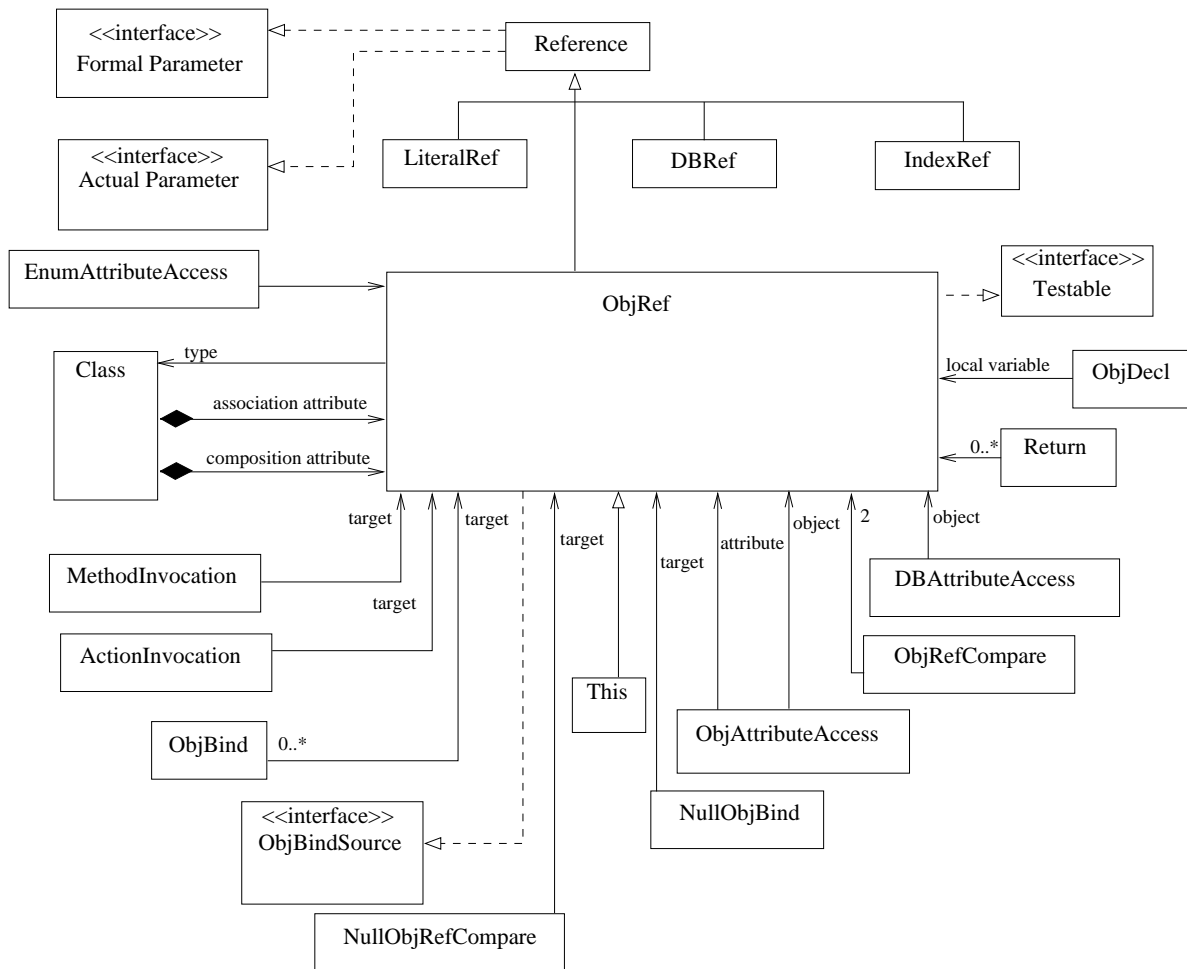 <<interface>>
Formal Parameter
Reference
<<interface>>
Actual Parameter
LiteralRef
DBRef
IndexRef
EnumAttributeAccess
ObjRef
<<interface>>
Testable
Class
type
association attribute
composition attribute
local variable
ObjDecl
0..*
Return
target
target
target
target
attribute
object
2
object
MethodInvocation
target
DBAttributeAccess
ActionInvocation
ObjRefCompare
This
ObjAttributeAccess
ObjBind
0..*
NullObjBind
<<interface>>
ObjBindSource
NullObjRefCompare